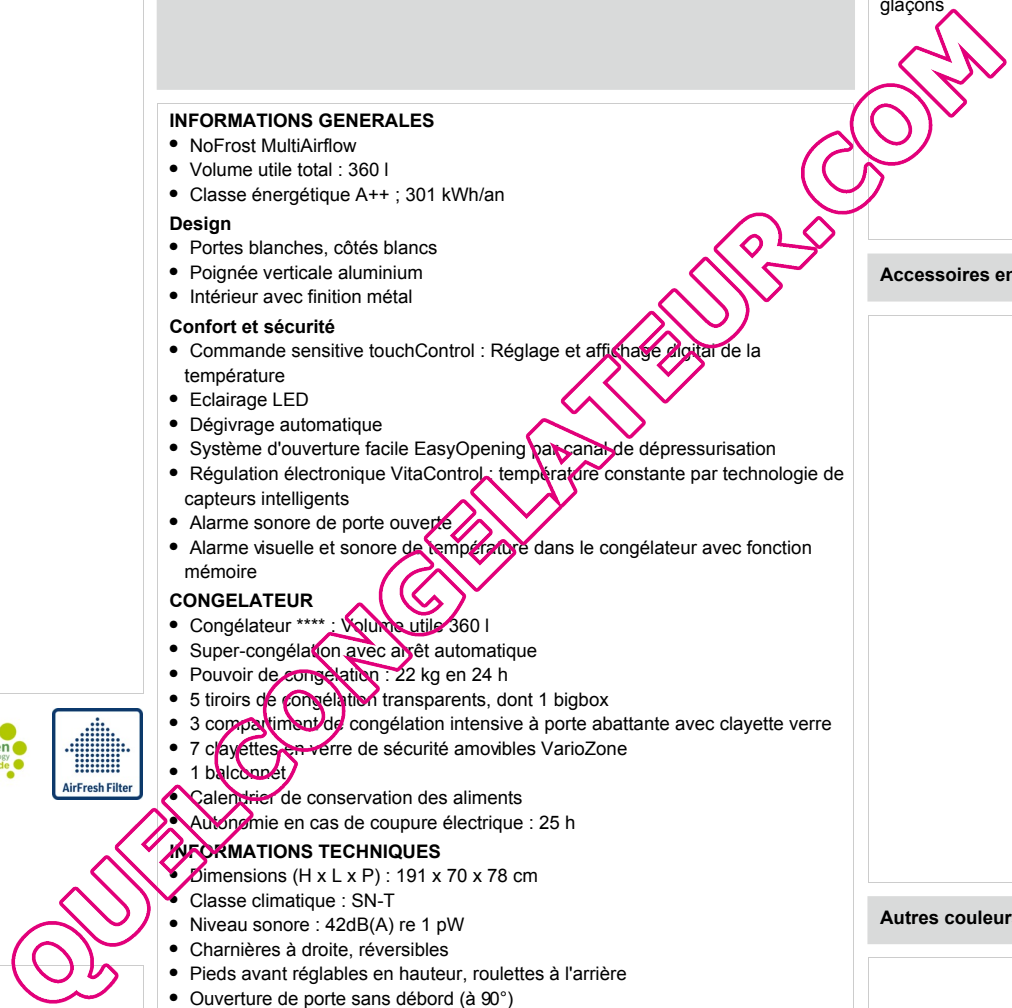 glaçons
INFORMATIONS GENERALES
• NoFrost MultiAirflow
• Volume utile total : 360 l
• Classe énergétique A++ ; 301 kWh/an
Design
• Portes blanches, côtés blancs
• Poignée verticale aluminium
• Intérieur avec finition métal
Confort et sécurité
• Commande sensitive touchControl : Réglage et affichage digital de la
température
• Eclairage LED
• Dégivrage automatique
• Système d'ouverture facile EasyOpening par canal de dépressurisation
• Régulation électronique VitaControl : température constante par technologie de
capteurs intelligents
• Alarme sonore de porte ouverte
• Alarme visuelle et sonore de température dans le congélateur avec fonction
mémoire
CONGELATEUR
• Congélateur **** : Volume utile 360 l
• Super-congélation avec arrêt automatique
• Pouvoir de congélation : 22 kg en 24 h
• 5 tiroirs de congélation transparents, dont 1 bigbox
• 3 compartiment de congélation intensive à porte abattante avec clayette verre
• 7 clayettes en verre de sécurité amovibles VarioZone
• 1 balconnet
• Calendrier de conservation des aliments
• Autonomie en cas de coupure électrique : 25 h
INFORMATIONS TECHNIQUES
• Dimensions (H x L x P) : 191 x 70 x 78 cm
• Classe climatique : SN-T
• Niveau sonore : 42dB(A) re 1 pW
• Charnières à droite, réversibles
• Pieds avant réglables en hauteur, roulettes à l'arrière
• Ouverture de porte sans débord (à 90°)
AirFresh Filter
Accessoires en
Autres couleur
QUELCONGELATEUR.COM